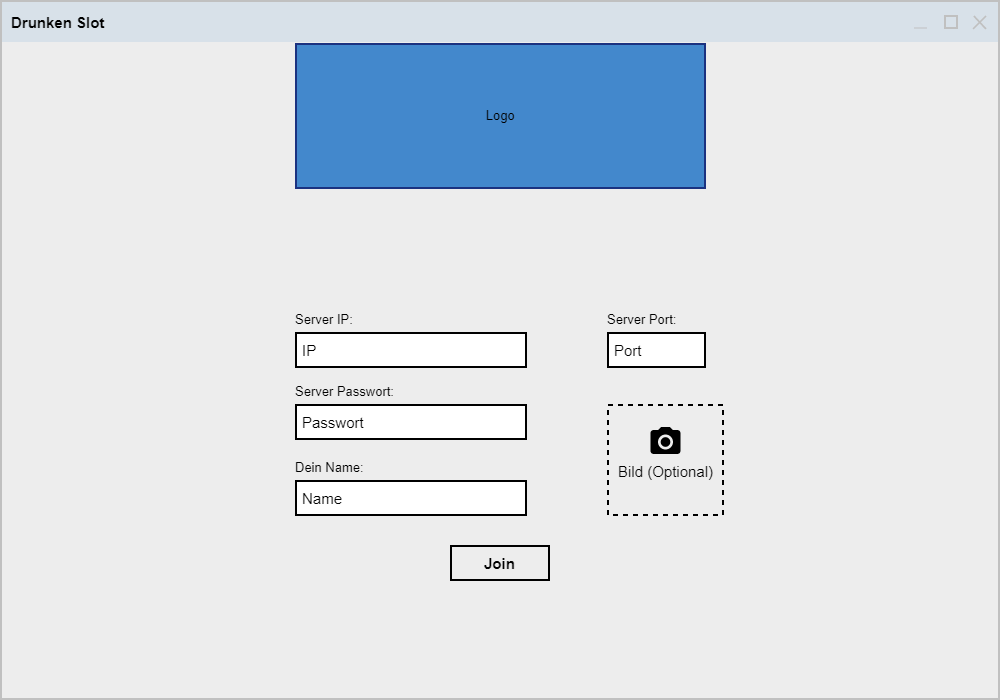 Drunken Slot
Logo
Server IP:
Server Port:
IP
Port
Server Passwort:
Passwort
Bild (Optional)
Dein Name:
Name
Join